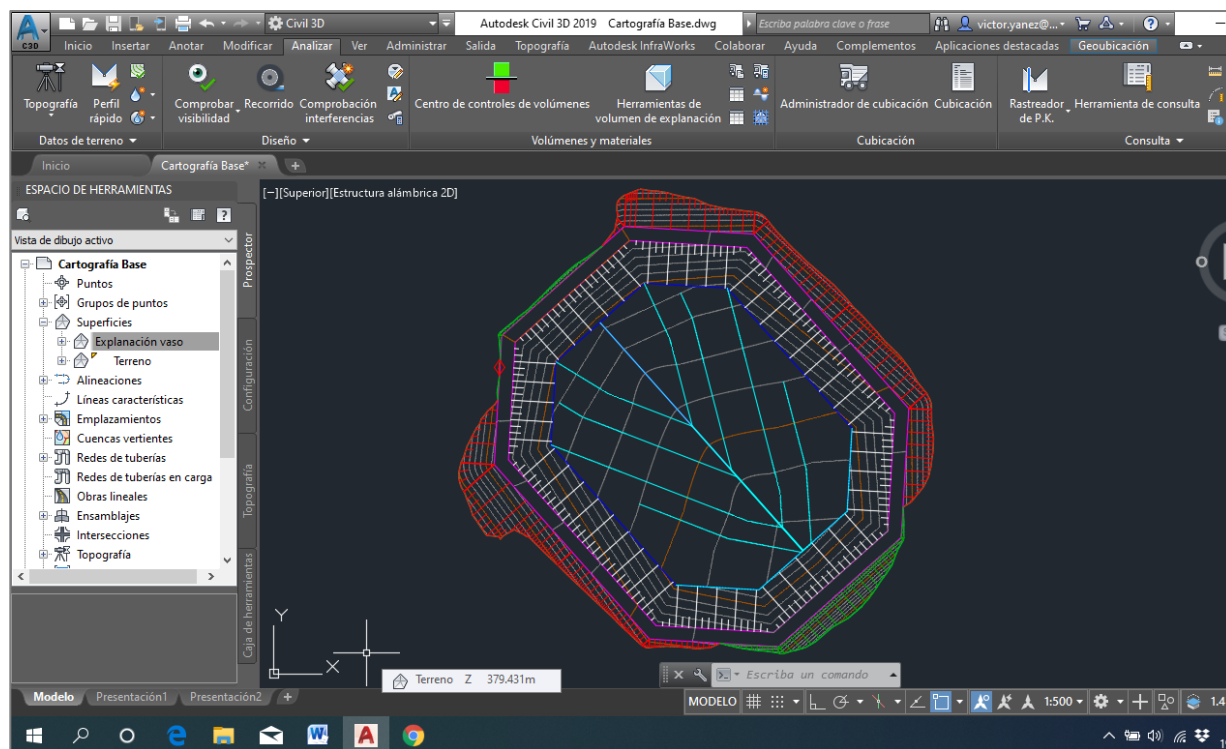 A
C3D
Civil 3D
Autodesk Civil 3D 2019 Cartografía Base.dwg
Escriba palabra clave o frase
victor.yanez@...
?
Inicio Insertar Anotar Modificar Analizar Ver Administrar Salida Topografía Autodesk InfraWorks Colaborar Ayuda Complementos Aplicaciones destacadas Geoubicación
Topografía
Perfil rápido
Comprobar visibilidad
Recorrido
Comprobación interferencias
Centro de controles de volúmenes
Herramientas de volumen de explanación
Administrador de cubicación
Cubicación
Rastreador de P.K.
Herramienta de consulta
Datos de terreno Diseño Volúmenes y materiales Cubicación Consulta
Inicio Cartografía Base*
ESPACIO DE HERRAMIENTAS
[−][Superior][Estructura alámbrica 2D]
Vista de dibujo activo
Cartografía Base
Puntos
Grupos de puntos
Superficies
Explanación vaso
Terreno
Alineaciones
Líneas características
Emplazamientos
Cuencas vertientes
Redes de tuberías
Redes de tuberías en carga
Obras lineales
Ensamblajes
Intersecciones
Topografía
Prospector
Configuración
Topografía
Caja de herramientas
Y
X
Terreno Z 379.431m
Escriba un comando
Modelo Presentación1 Presentación2 +
MODELO 1:500 1.4